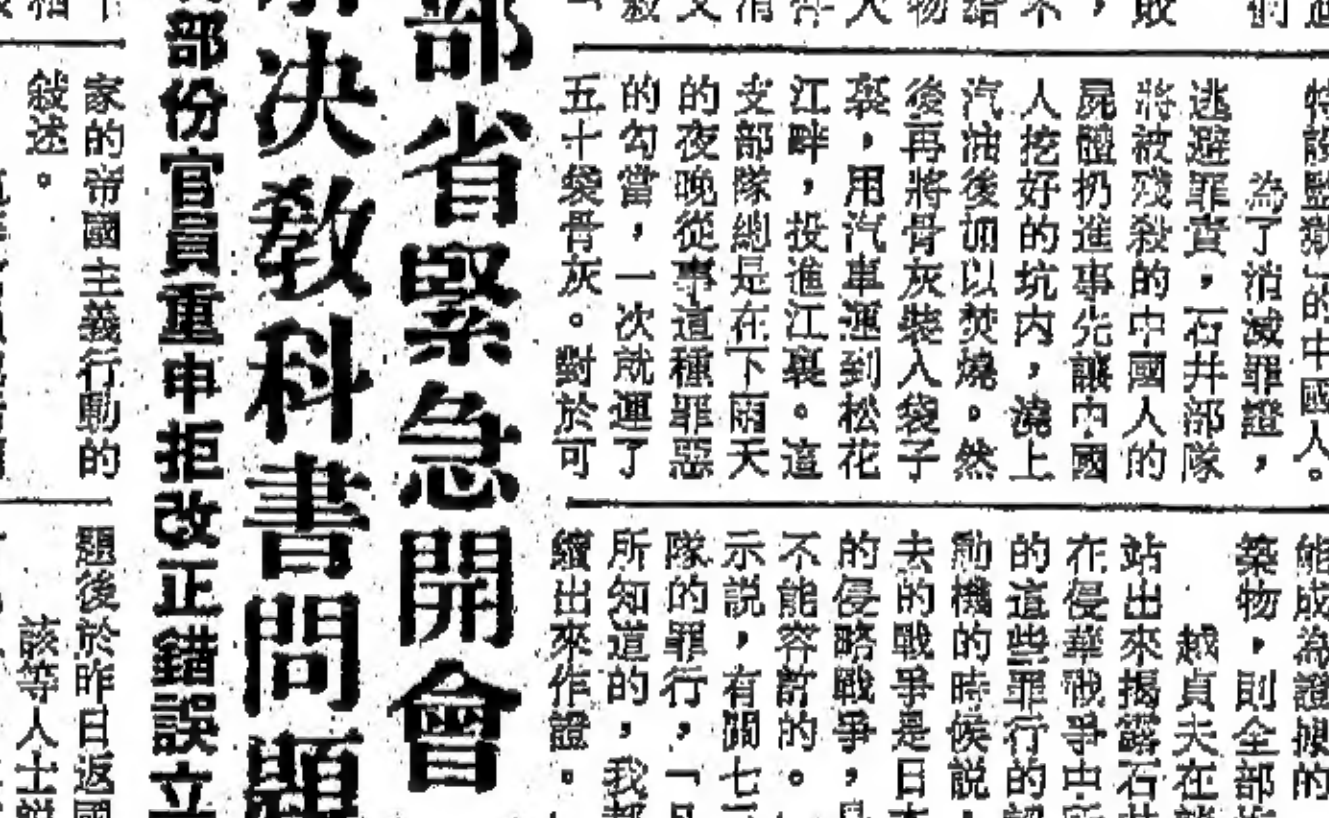 特設監獄﹂的中國人。
為了消滅罪證，
逃避罪責，石井部隊
將被殘殺的中國人的
屍體扔進事先讓中國
人挖好的坑內，澆上
汽油後加以焚燒。然
後再將骨灰裝入袋子
裏，用汽車運到松花
江畔，投進江裏。這
支部隊總是在下雨天
的夜晚從事這種罪惡
的勾當，一次就運了
五十袋骨灰。對於可
能成為證據的
築物，則全部
越貞夫在
站出來揭露石
在侵華戰爭中所
的這些罪行的
動機的時候說，
去的戰爭是日本
的侵略戰爭，
不能容許的。
示說，有關七三
隊的罪行，「凡
所知道的，我都
續出來作證。
部省緊急開會
決教科書問題
部份官員重申拒改正錯誤立
家的帝國主義行動的
敍述。
題後於昨日返國
該等人士說